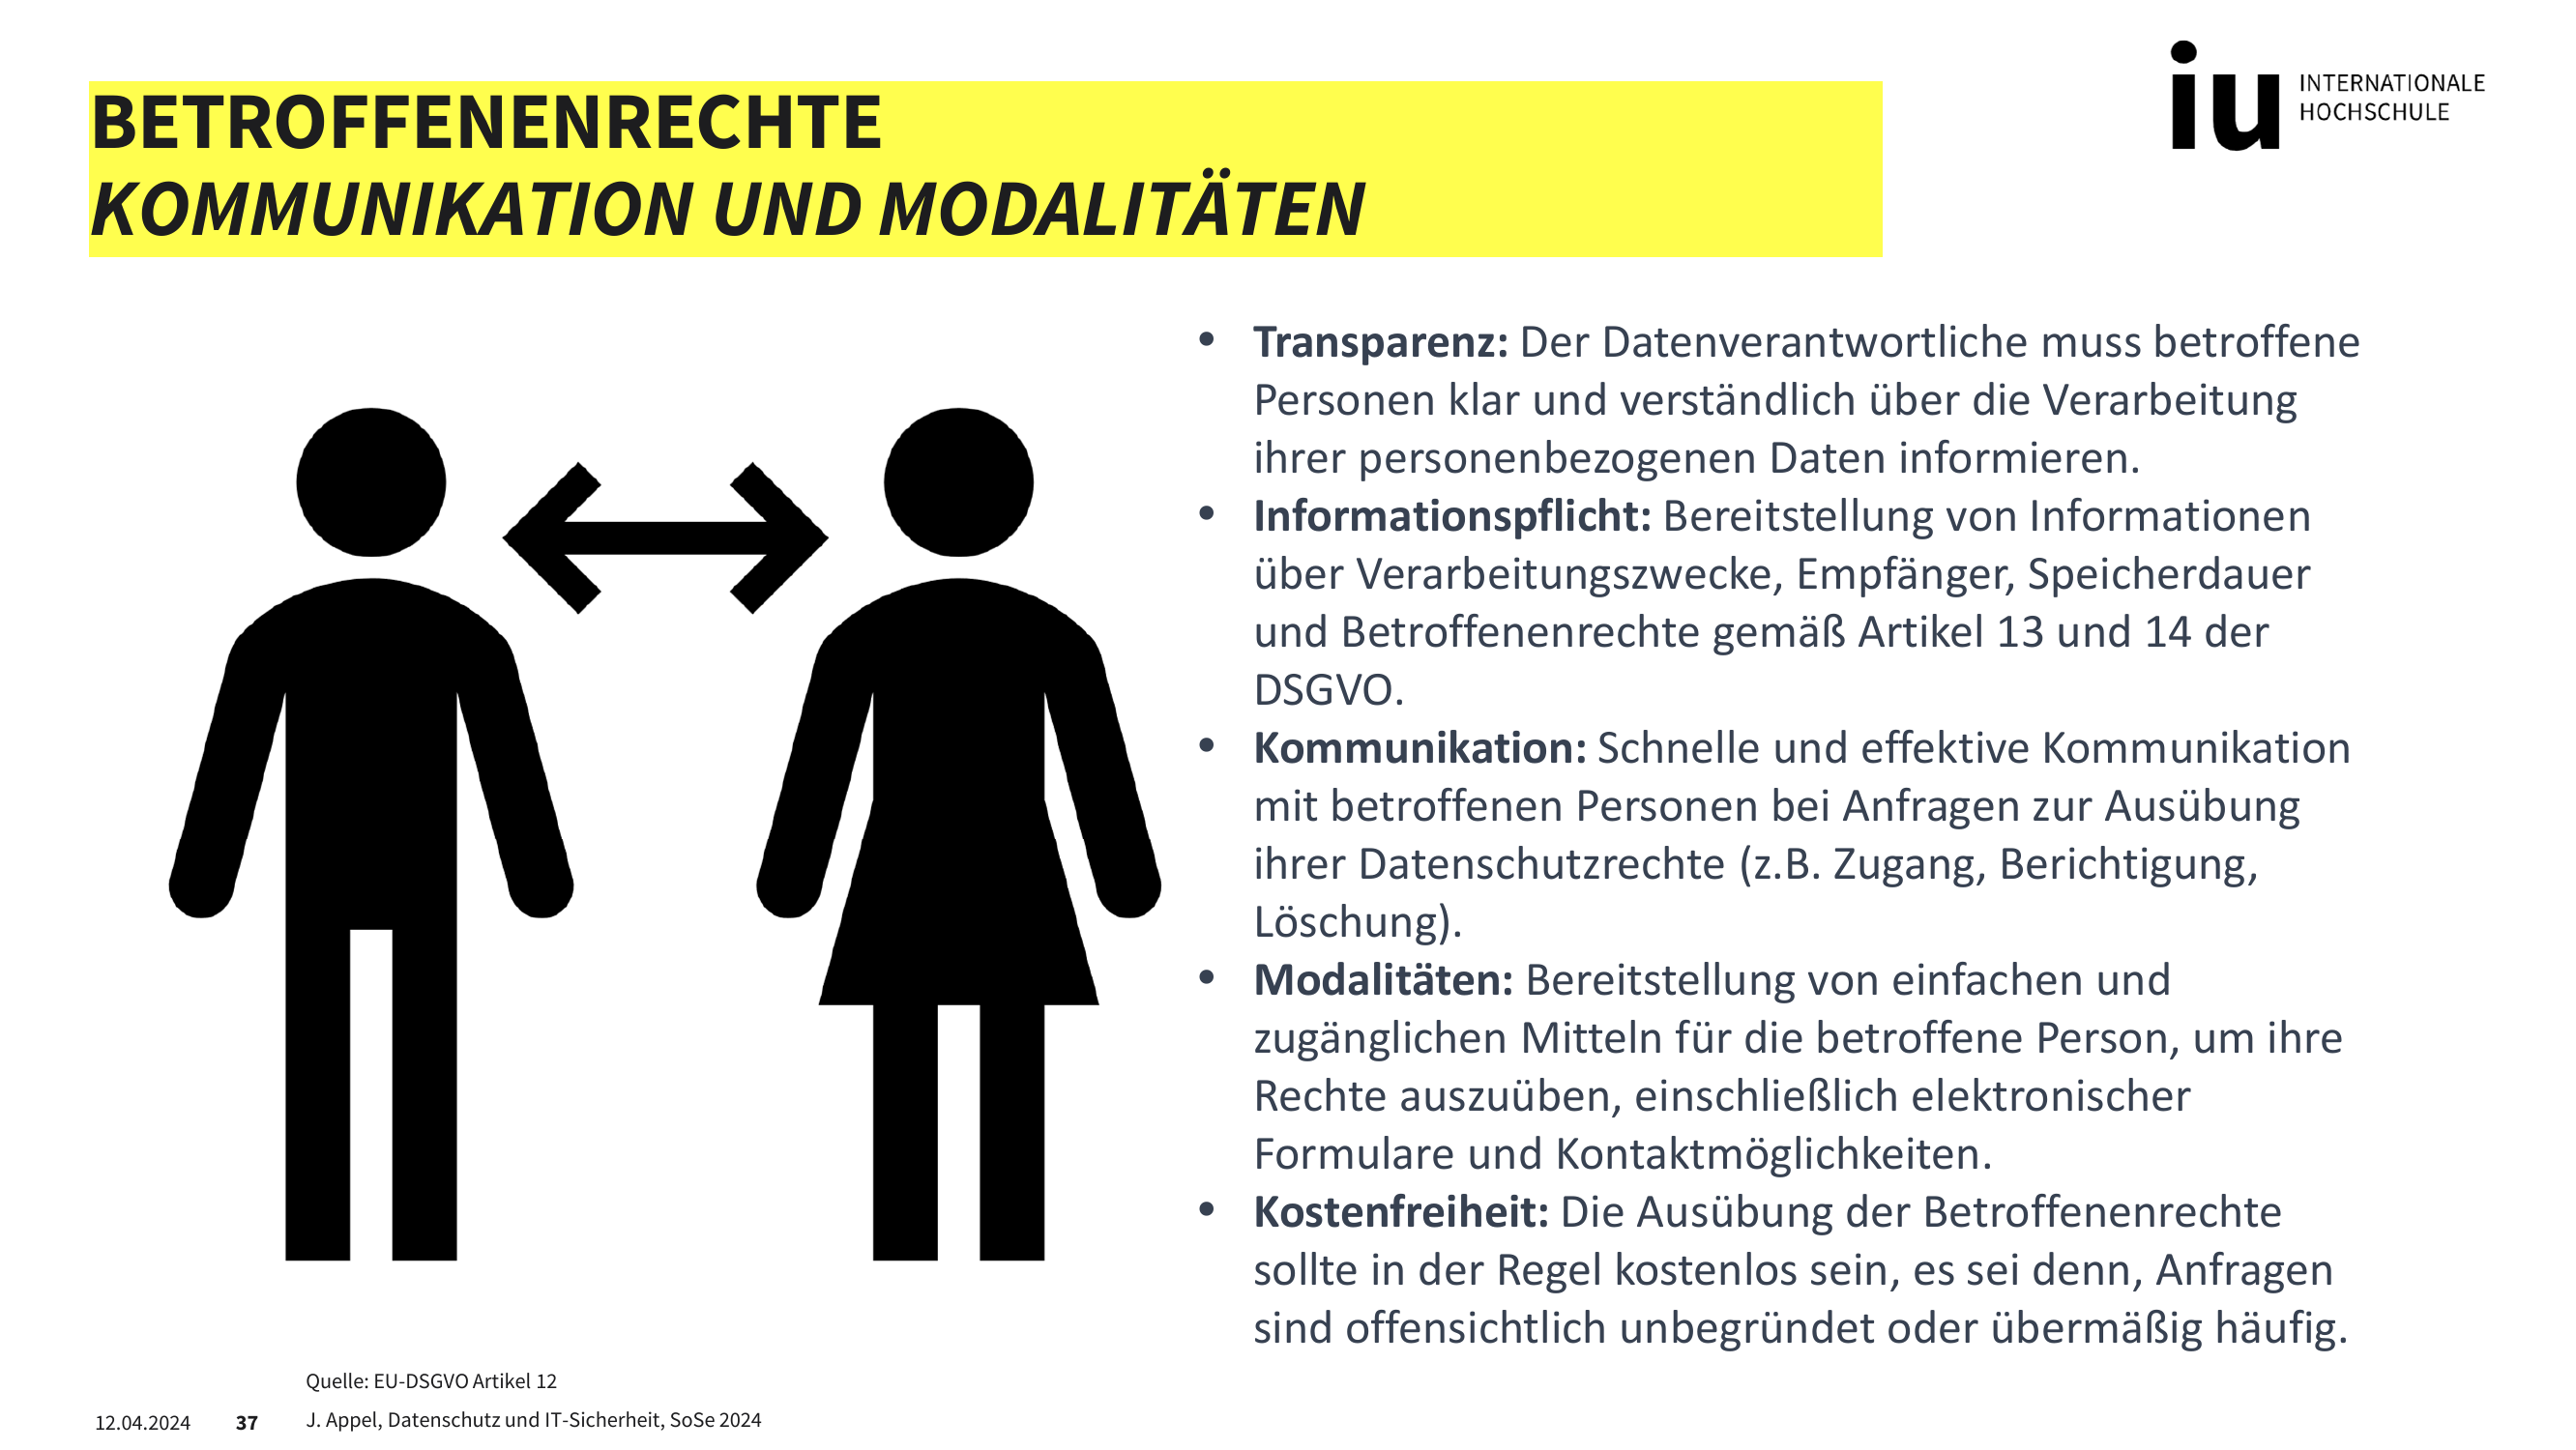 BETROFFENENRECHTE
KOMMUNIKATION UND MODALITÄTEN
iu INTERNATIONALE
HOCHSCHULE
• Transparenz: Der Datenverantwortliche muss betroffene
Personen klar und verständlich über die Verarbeitung
ihrer personenbezogenen Daten informieren.
• Informationspflicht: Bereitstellung von Informationen
über Verarbeitungszwecke, Empfänger, Speicherdauer
und Betroffenenrechte gemäß Artikel 13 und 14 der
DSGVO.
• Kommunikation: Schnelle und effektive Kommunikation
mit betroffenen Personen bei Anfragen zur Ausübung
ihrer Datenschutzrechte (z.B. Zugang, Berichtigung,
Löschung).
• Modalitäten: Bereitstellung von einfachen und
zugänglichen Mitteln für die betroffene Person, um ihre
Rechte auszuüben, einschließlich elektronischer
Formulare und Kontaktmöglichkeiten.
• Kostenfreiheit: Die Ausübung der Betroffenenrechte
sollte in der Regel kostenlos sein, es sei denn, Anfragen
sind offensichtlich unbegründet oder übermäßig häufig.
Quelle: EU-DSGVO Artikel 12
12.04.2024 37 J. Appel, Datenschutz und IT-Sicherheit, SoSe 2024